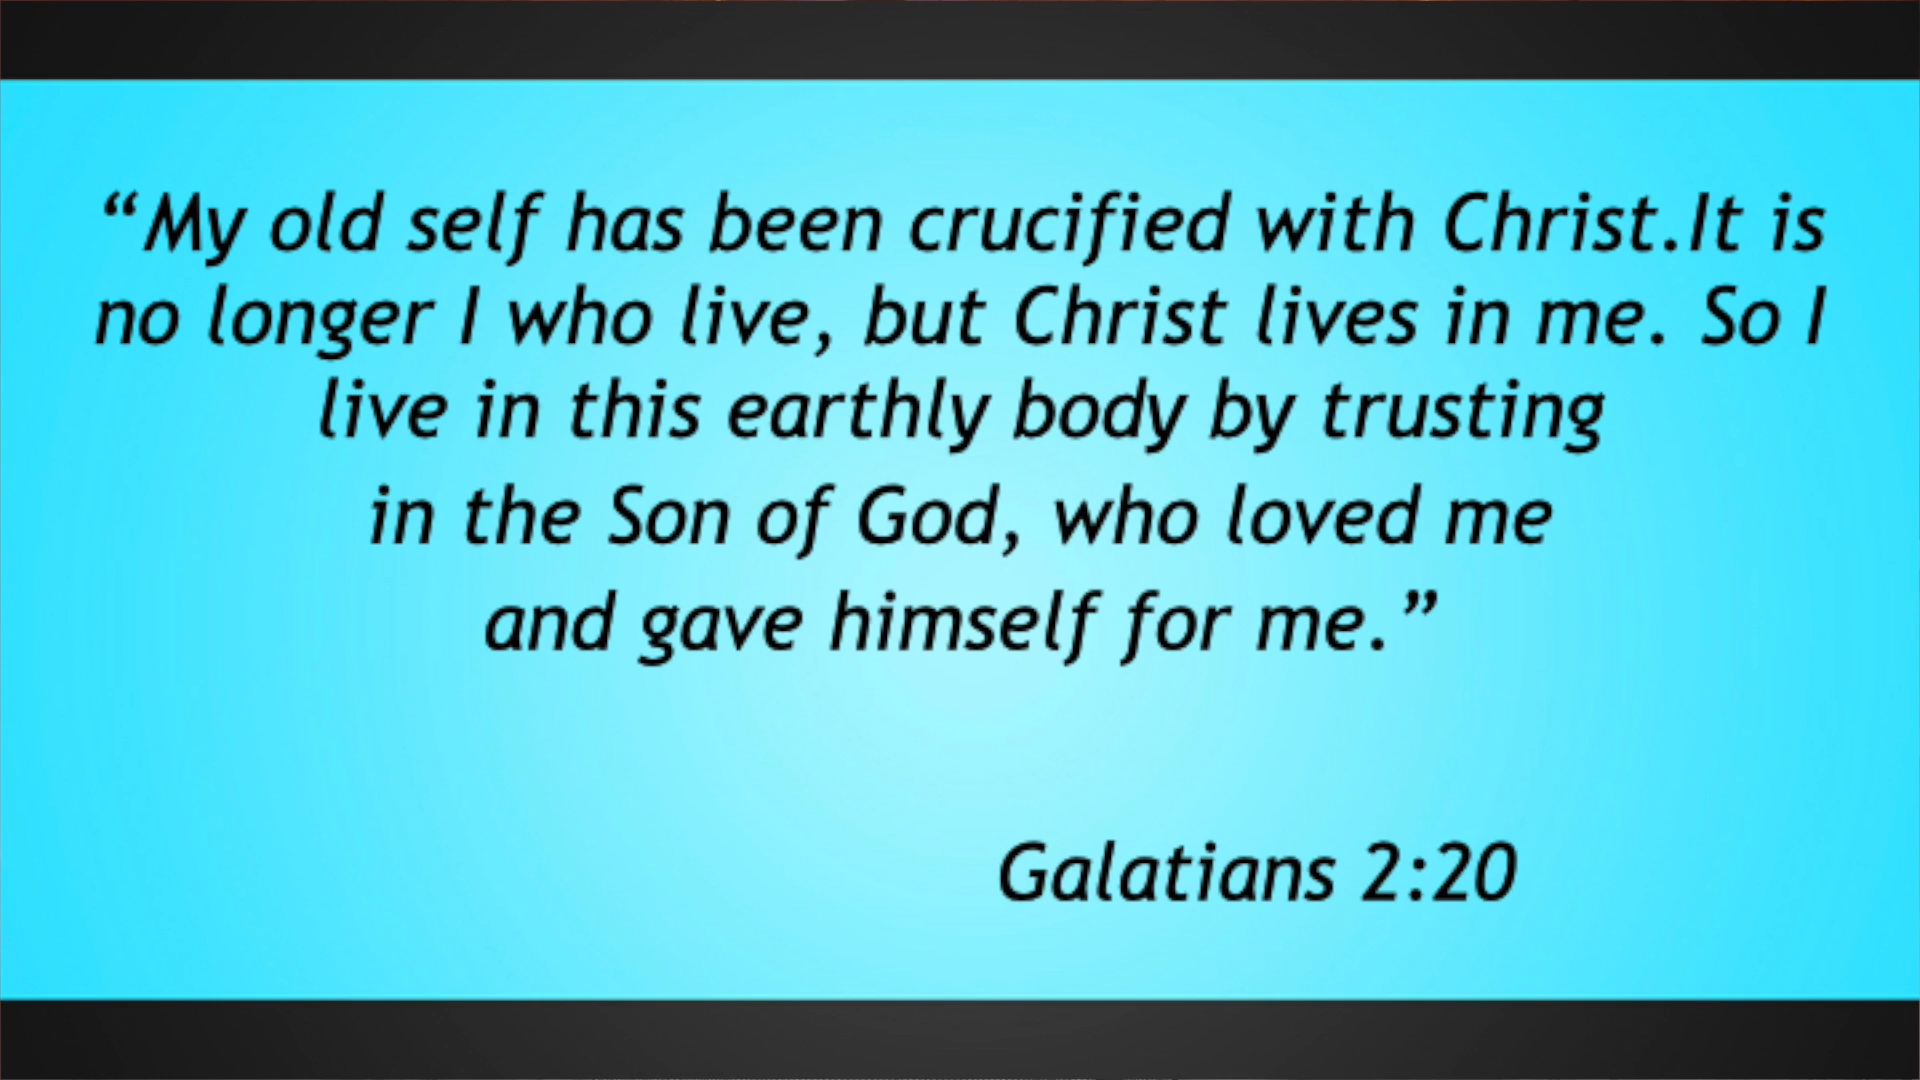 “My old self has been crucified with Christ.It is
no longer I who live, but Christ lives in me. So I
live in this earthly body by trusting
in the Son of God, who loved me
and gave himself for me.”
Galatians 2:20